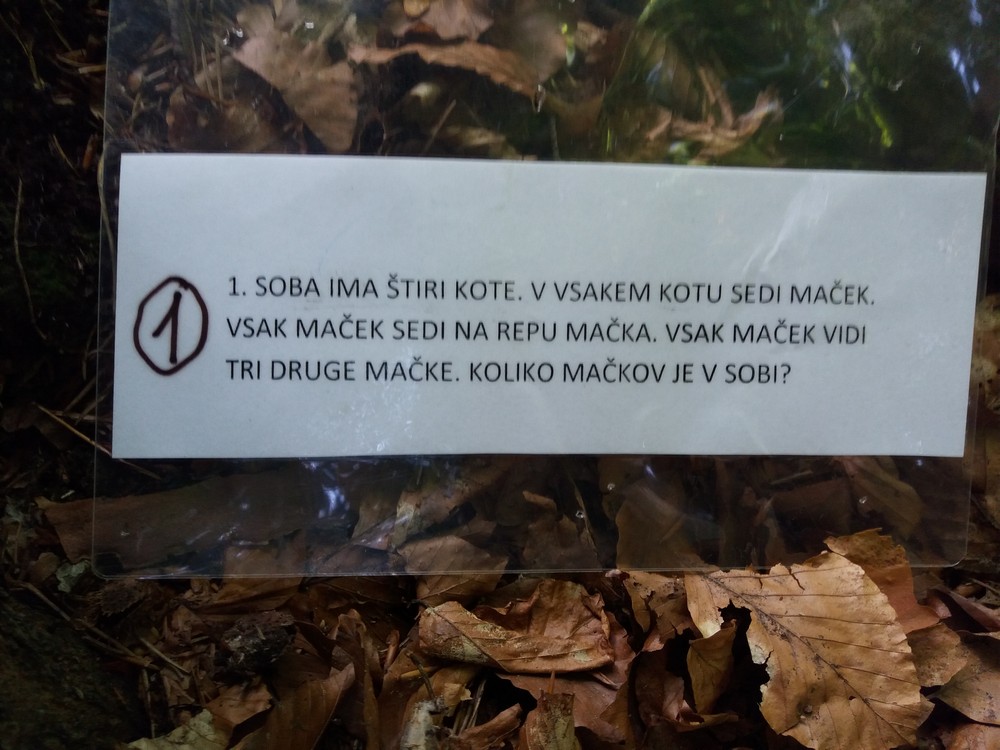 1
1. SOBA IMA ŠTIRI KOTE. V VSAKEM KOTU SEDI MAČEK.
VSAK MAČEK SEDI NA REPU MAČKA. VSAK MAČEK VIDI
TRI DRUGE MAČKE. KOLIKO MAČKOV JE V SOBI?